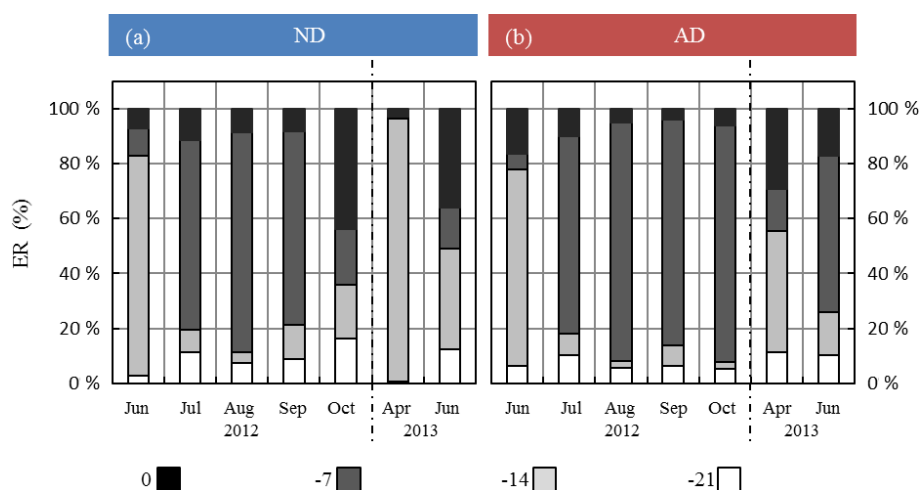 (a) ND (b) AD
100 % 100 %
80 % 80 %
60 % 60 %
40 % 40 %
20 % 20 %
0 % 0 %
ER (%)
Jun Jul Aug Sep Oct Apr Jun Jun Jul Aug Sep Oct Apr Jun
2012 2013 2012 2013
0 -7 -14 -21